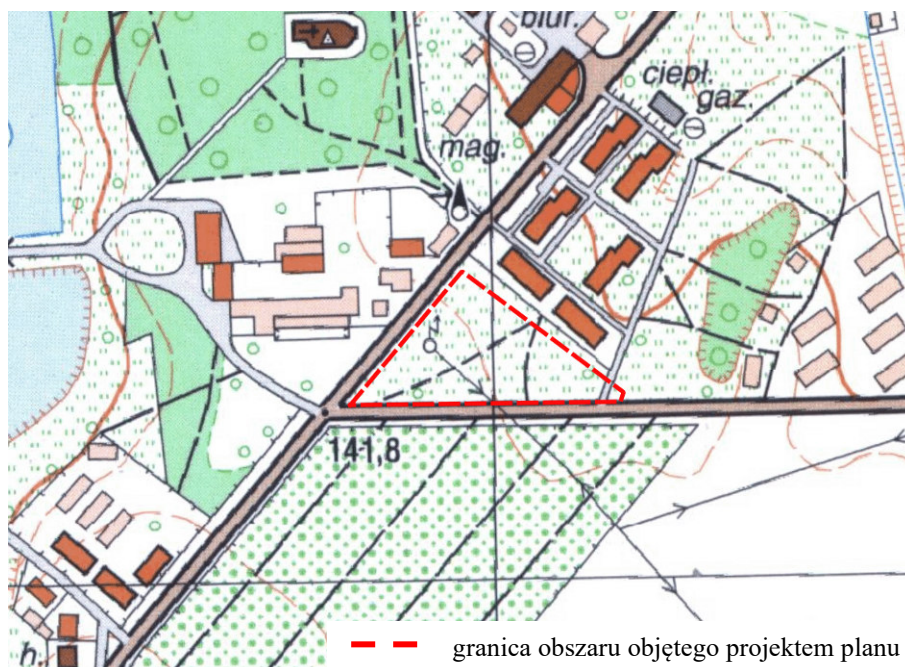 biur.
ciepł.
gaz.
mag.
141,8
h.
granica obszaru objętego projektem planu